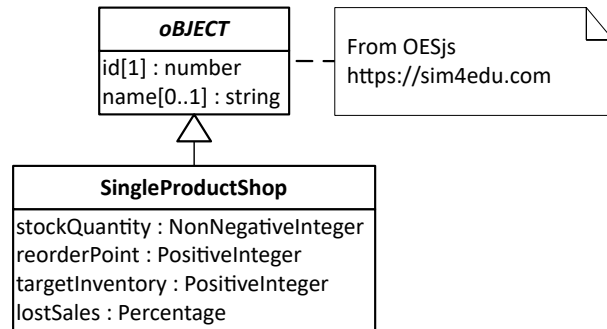 oBJECT
id[1] : number
name[0..1] : string
From OESjs
https://sim4edu.com
SingleProductShop
stockQuantity : NonNegativeInteger
reorderPoint : PositiveInteger
targetInventory : PositiveInteger
lostSales : Percentage